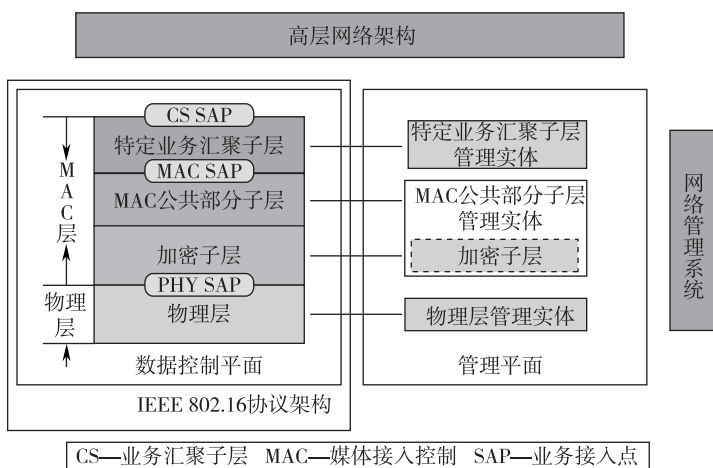 高层网络架构
CS SAP
特定业务汇聚子层
MAC SAP
MAC公共部分子层
加密子层
PHY SAP
物理层
MAC层
物理层
数据控制平面
IEEE 802.16协议架构
特定业务汇聚子层
管理实体
MAC公共部分子层
管理实体
加密子层
物理层管理实体
管理平面
网络管理系统
CS—业务汇聚子层 MAC—媒体接入控制 SAP—业务接入点